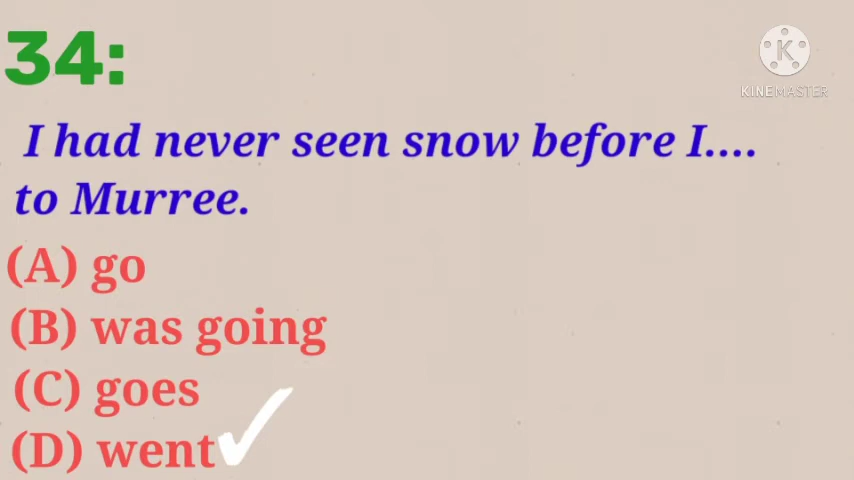 34:
KINEMASTER
I had never seen snow before I....
to Murree.
(A) go
(B) was going
(C) goes
(D) went